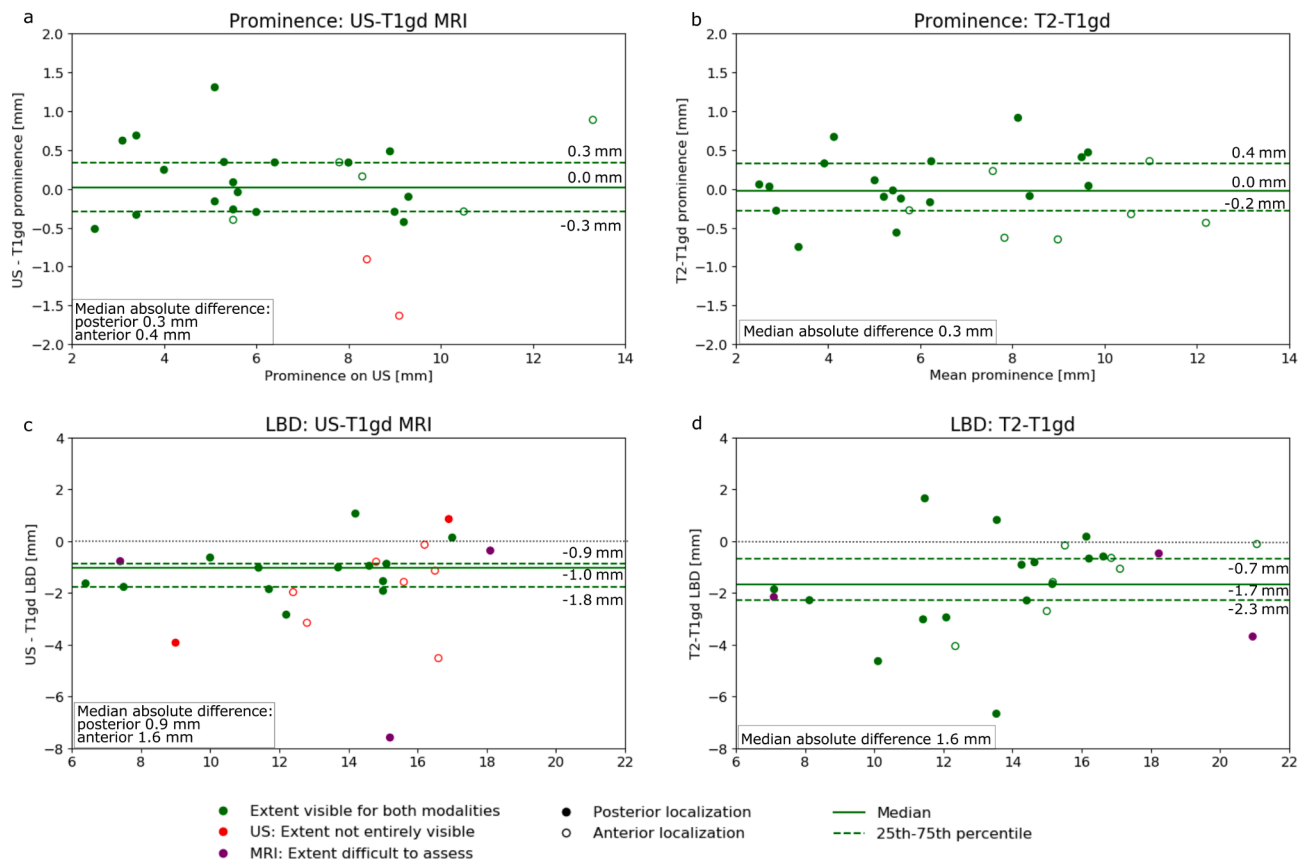 a
Prominence: US-T1gd MRI
US - T1gd prominence [mm]
2.0
1.5
1.0
0.5
0.0
−0.5
−1.0
−1.5
−2.0
0.3 mm
0.0 mm
-0.3 mm
Median absolute difference:
posterior 0.3 mm
anterior 0.4 mm
2 4 6 8 10 12 14
Prominence on US [mm]
b
Prominence: T2-T1gd
T2-T1gd prominence [mm]
2.0
1.5
1.0
0.5
0.0
−0.5
−1.0
−1.5
−2.0
0.4 mm
0.0 mm
-0.2 mm
Median absolute difference 0.3 mm
2 4 6 8 10 12 14
Mean prominence [mm]
c
LBD: US-T1gd MRI
US - T1gd LBD [mm]
4
2
0
−2
−4
−6
−8
-0.9 mm
-1.0 mm
-1.8 mm
Median absolute difference:
posterior 0.9 mm
anterior 1.6 mm
6 8 10 12 14 16 18 20 22
d
LBD: T2-T1gd
T2-T1gd LBD [mm]
4
2
0
−2
−4
−6
−8
-0.7 mm
-1.7 mm
-2.3 mm
Median absolute difference 1.6 mm
6 8 10 12 14 16 18 20 22
Extent visible for both modalities
US: Extent not entirely visible
MRI: Extent difficult to assess
Posterior localization
Anterior localization
Median
25th-75th percentile